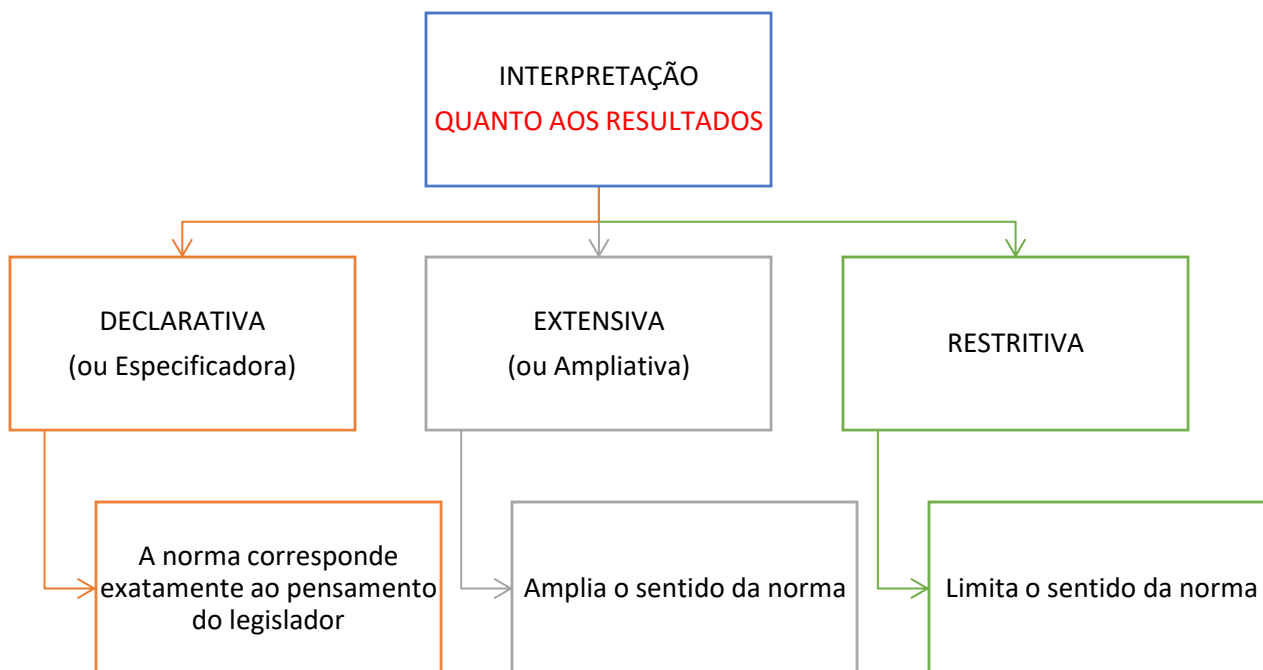 INTERPRETAÇÃO
QUANTO AOS RESULTADOS
DECLARATIVA
(ou Especificadora)
EXTENSIVA
(ou Ampliativa)
RESTRITIVA
A norma corresponde
exatamente ao pensamento
do legislador
Amplia o sentido da norma
Limita o sentido da norma